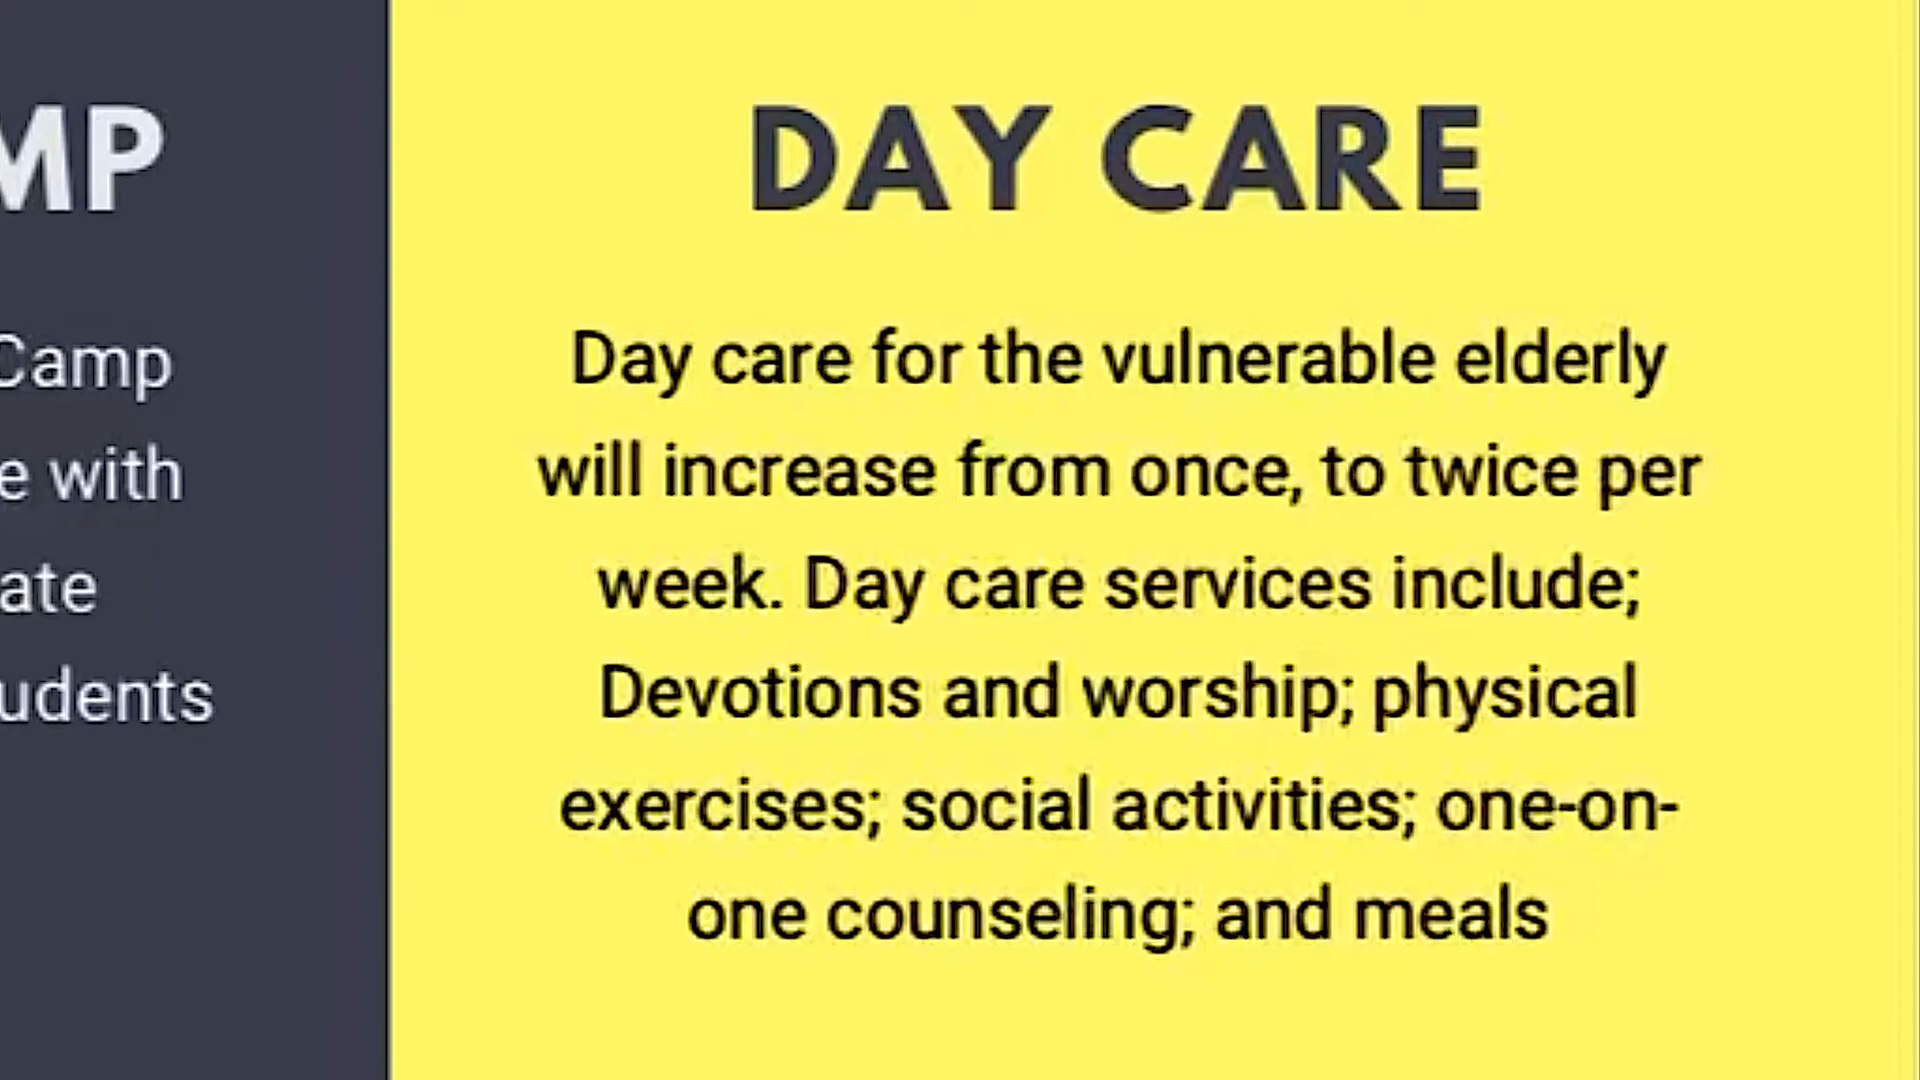 MP
Camp
e with
ate
udents
DAY CARE
Day care for the vulnerable elderly
will increase from once, to twice per
week. Day care services include;
Devotions and worship; physical
exercises; social activities; one-on-
one counseling; and meals